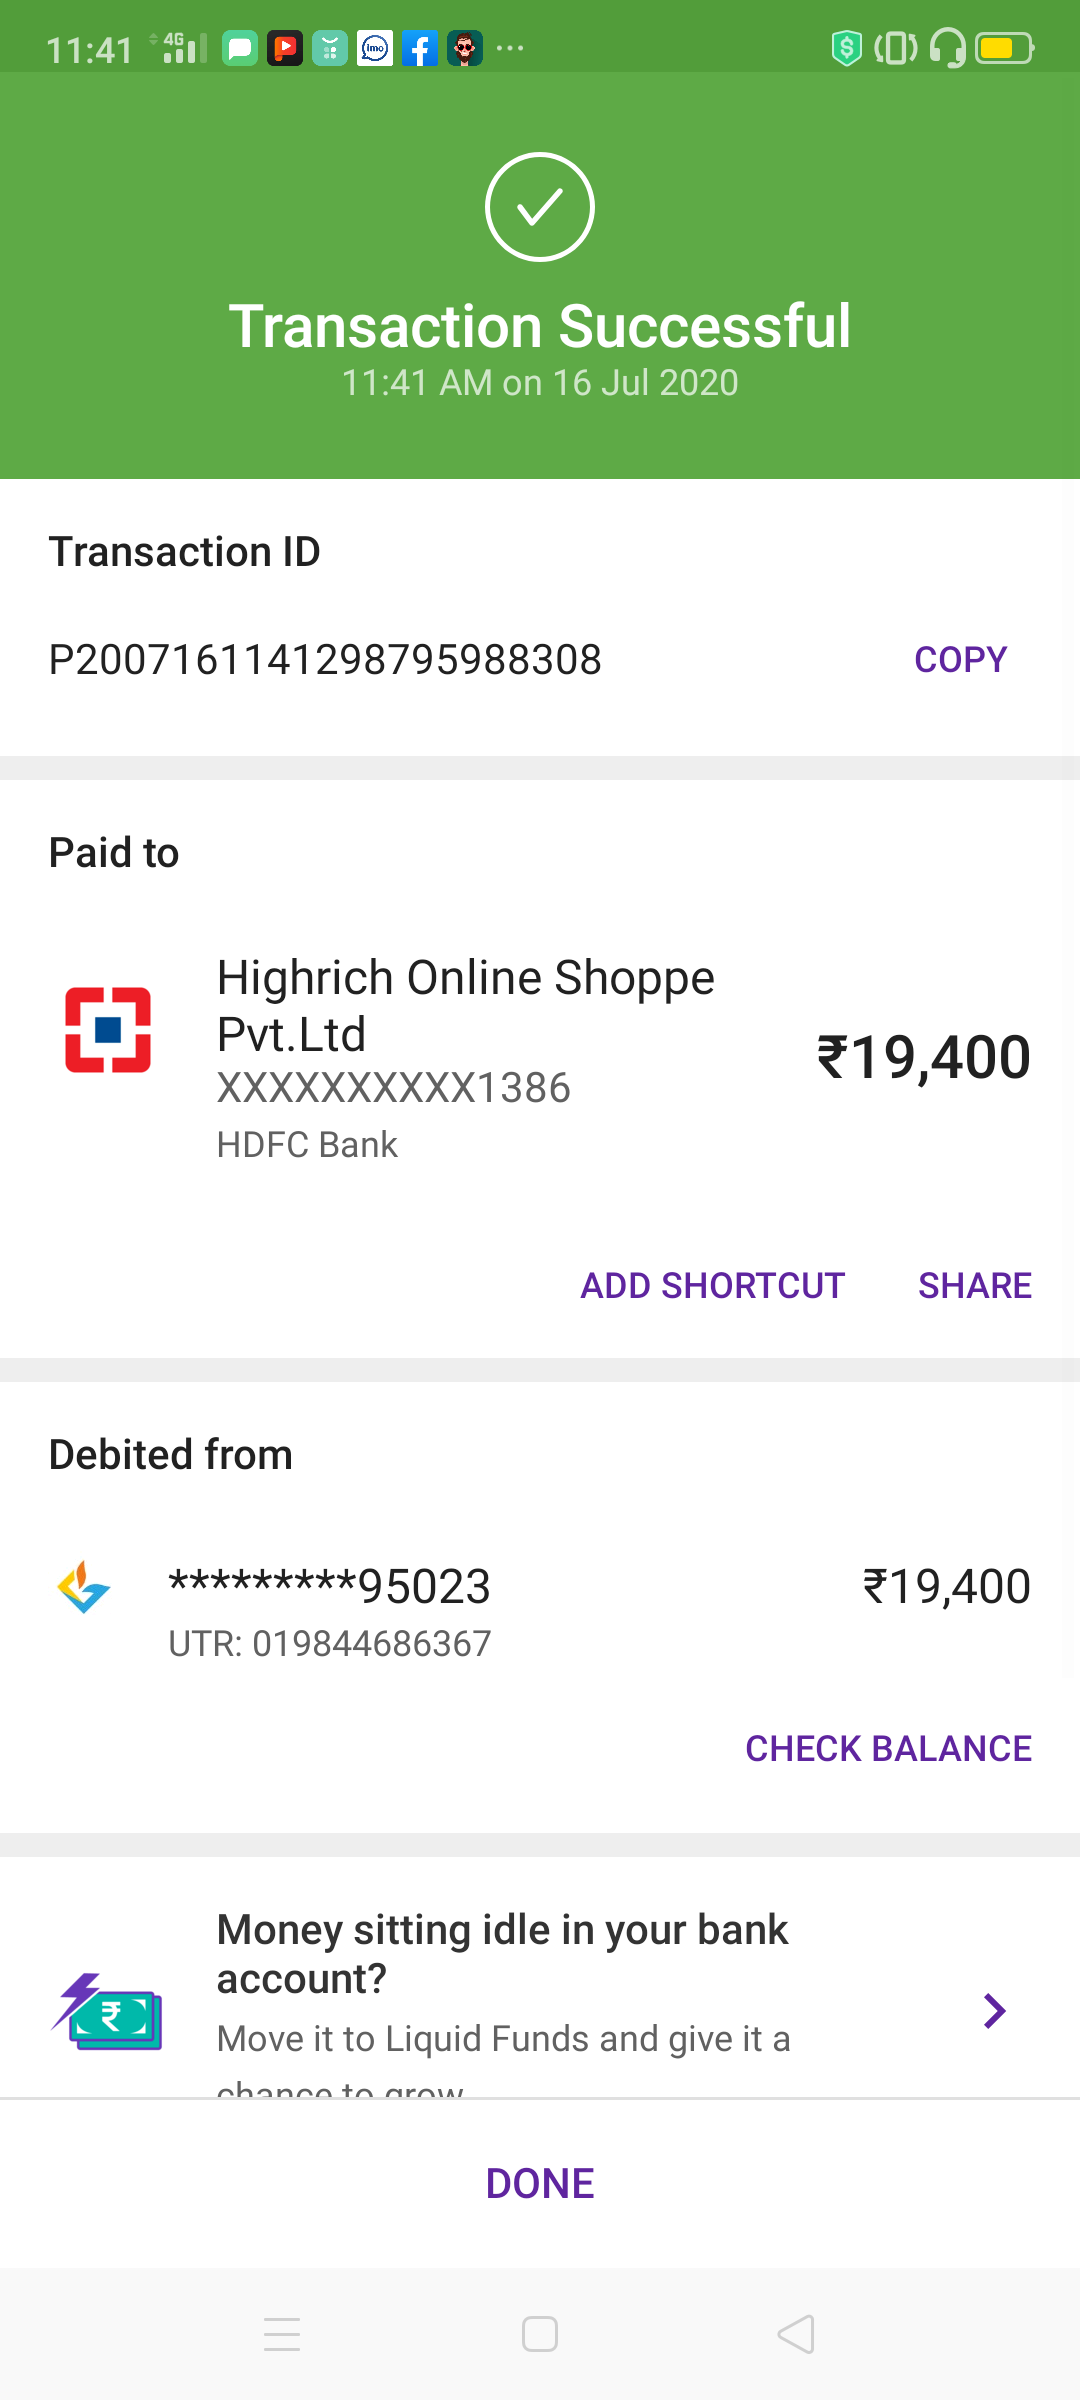 11:41 4G imo ...
Transaction Successful
11:41 AM on 16 Jul 2020
Transaction ID
P2007161141298795988308 COPY
Paid to
Highrich Online Shoppe
Pvt.Ltd
₹19,400
XXXXXXXXXX1386
HDFC Bank
ADD SHORTCUT SHARE
Debited from
*********95023 ₹19,400
UTR: 019844686367
CHECK BALANCE
Money sitting idle in your bank
account?
Move it to Liquid Funds and give it a
chance to grow
DONE